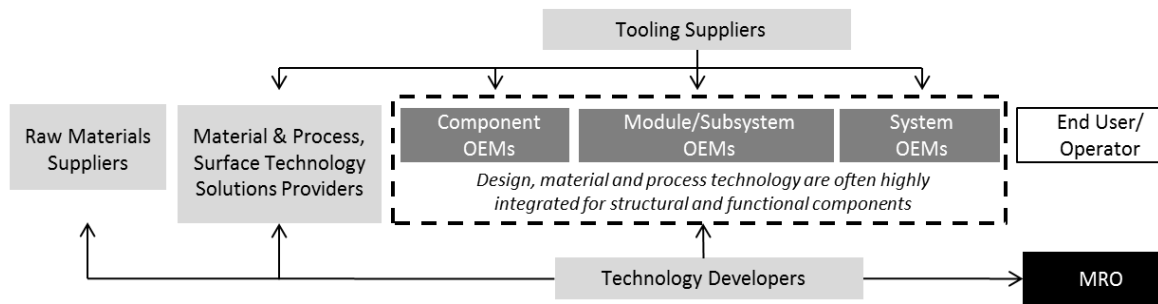 Tooling Suppliers
Raw Materials
Suppliers
Material & Process,
Surface Technology
Solutions Providers
Component
OEMs
Module/Subsystem
OEMs
System
OEMs
End User/
Operator
Design, material and process technology are often highly
integrated for structural and functional components
Technology Developers
MRO